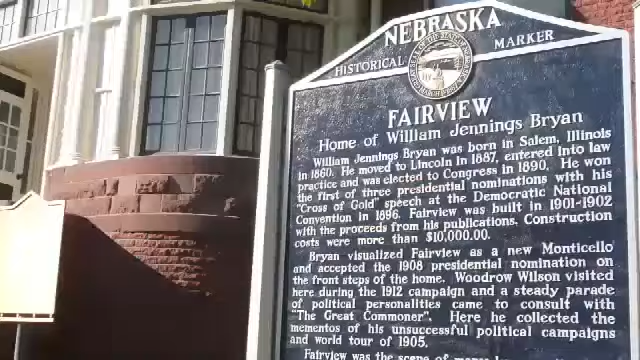 NEBRASKA
HISTORICAL MARKER
FAIRVIEW
Home of William Jennings Bryan
William Jennings Bryan was born in Salem, Illinois
in 1860. He moved to Lincoln in 1887, entered into law
practice and was elected to Congress in 1890. He won
the first of three presidential nominations with his
"Cross of Gold" speech at the Democratic National
Convention in 1896. Fairview was built in 1901-1902
with the proceeds from his publications. Construction
costs were more than $10,000.00.
Bryan visualized Fairview as a new Monticello
and accepted the 1908 presidential nomination on
the front steps of the home. Woodrow Wilson visited
here during the 1912 campaign and a steady parade
of political personalities came to consult with
"The Great Commoner". Here he collected the
mementos of his unsuccessful political campaigns
and world tour of 1905.
Fairview was the scene of many